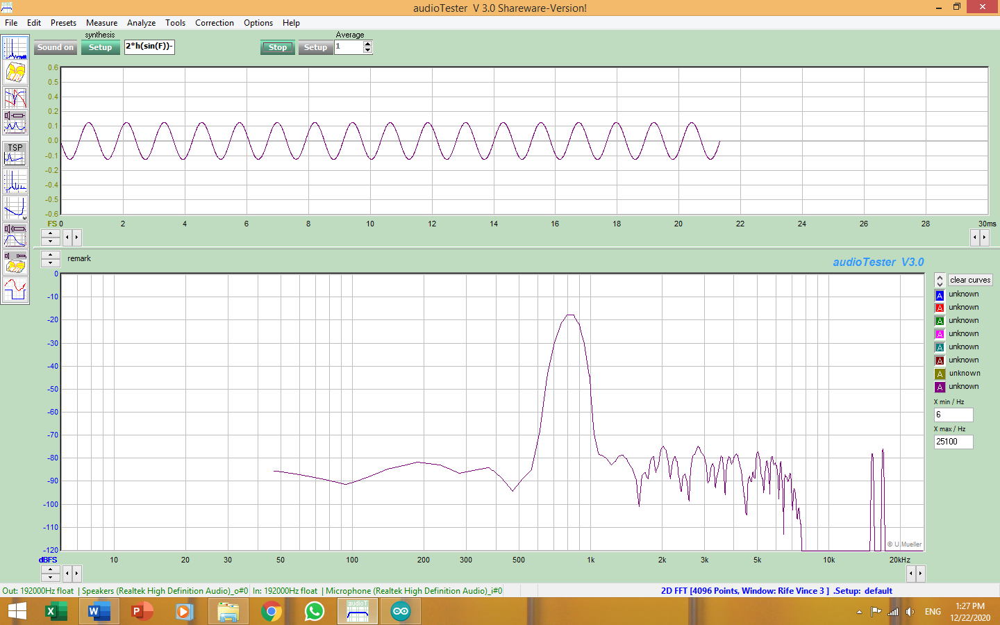 audioTester V 3.0 Shareware-Version!
File Edit Presets Measure Analyze Tools Correction Options Help
synthesis
Average
Sound on Setup 2*h(sin(F))- Stop Setup 1
0.6
0.5
0.4
0.2
0.1
0.0
-0.1
-0.2
-0.4
-0.5
-0.6
FS 0 2 4 6 8 10 12 14 16 18 20 22 24 26 28 30ms
TSP
remark
audioTester V3.0
0
-10
-20
-30
-40
-50
-60
-70
-80
-90
-100
-110
-120
dBFS 10 20 30 50 100 200 300 500 1k 2k 3k 5k 10k 20kHz
© U.Mueller
clear curves
A unknown
A unknown
A unknown
A unknown
A unknown
A unknown
A unknown
A unknown
X min / Hz
6
X max / Hz
25100
Out: 192000Hz float | Speakers (Realtek High Definition Audio)_o#0 In: 192000Hz float | Microphone (Realtek High Definition Audio)_i#0 2D FFT [4096 Points, Window: Rife Vince 3 ] .Setup: default
audioT
ENG
1:27 PM
12/22/2020